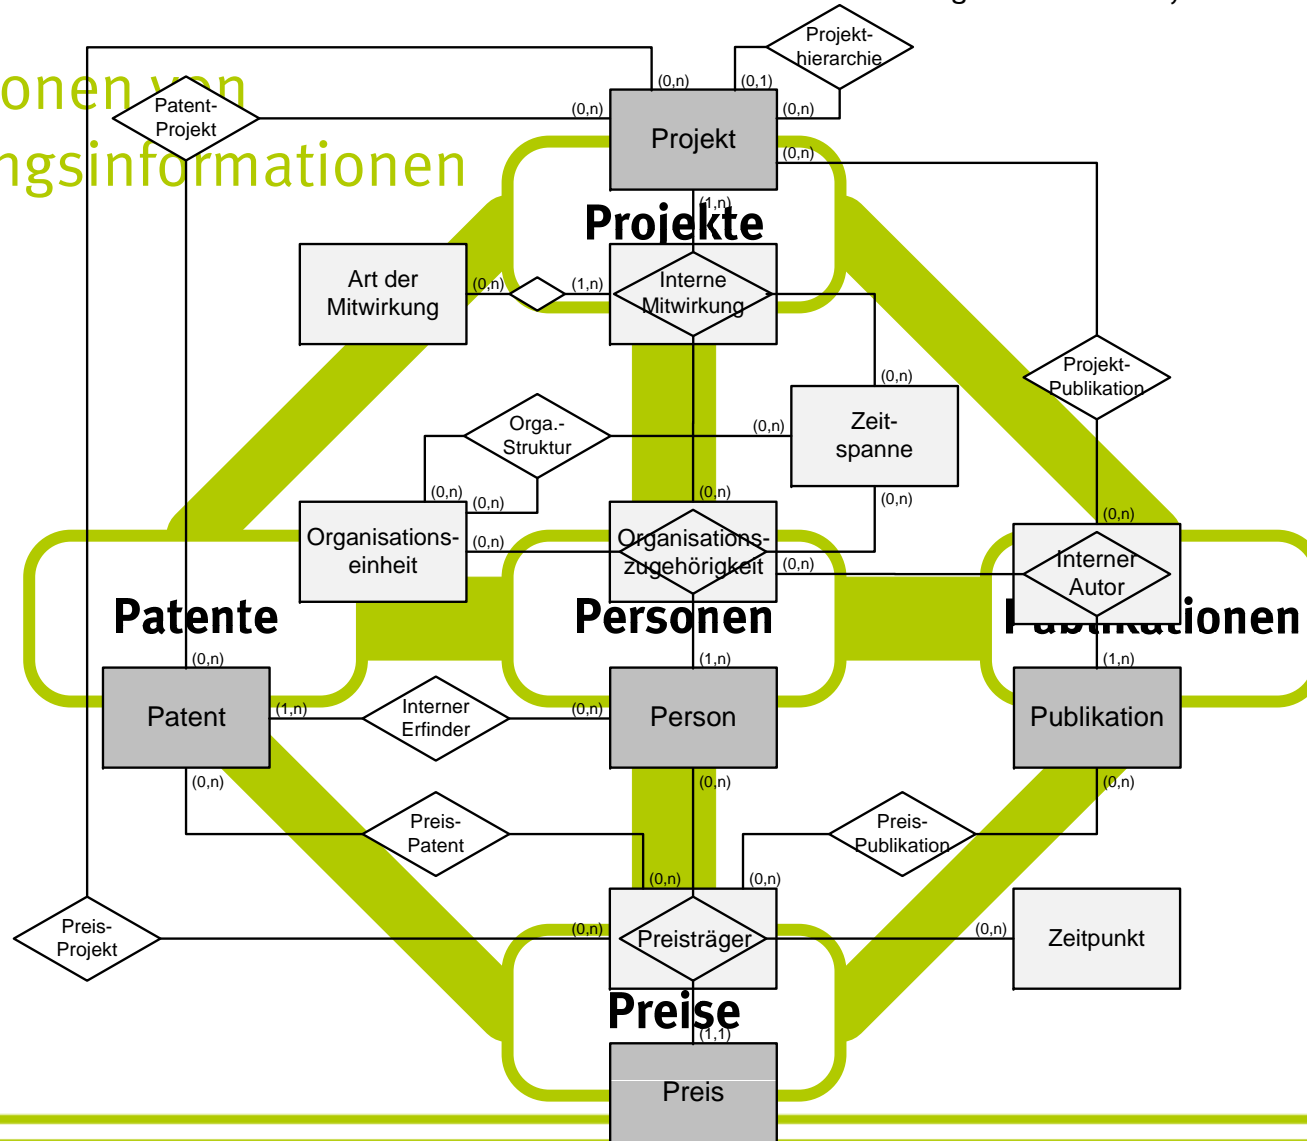 Projekt-
hierarchie
onen von
ngsinformationen
(0,n)
(0,1)
Patent-
Projekt
(0,n)
(0,n)
Projekt
(0,n)
(1,n)
Projekte
Art der
Mitwirkung
(0,n)
(1,n)
Interne
Mitwirkung
Projekt-
Publikation
(0,n)
Orga.-
Struktur
(0,n)
Zeit-
spanne
(0,n)
(0,n)
(0,n)
(0,n)
(0,n)
Organisations-
einheit
(0,n)
Organisations-
zugehörigkeit
(0,n)
Interner
Autor
Patente
Personen
Publikationen
(0,n)
(1,n)
(1,n)
Patent
(1,n)
Interner
Erfinder
(0,n)
Person
Publikation
(0,n)
(0,n)
(0,n)
Preis-
Patent
Preis-
Publikation
(0,n)
(0,n)
Preis-
Projekt
(0,n)
Preisträger
(0,n)
Zeitpunkt
Preise
(1,1)
Preis